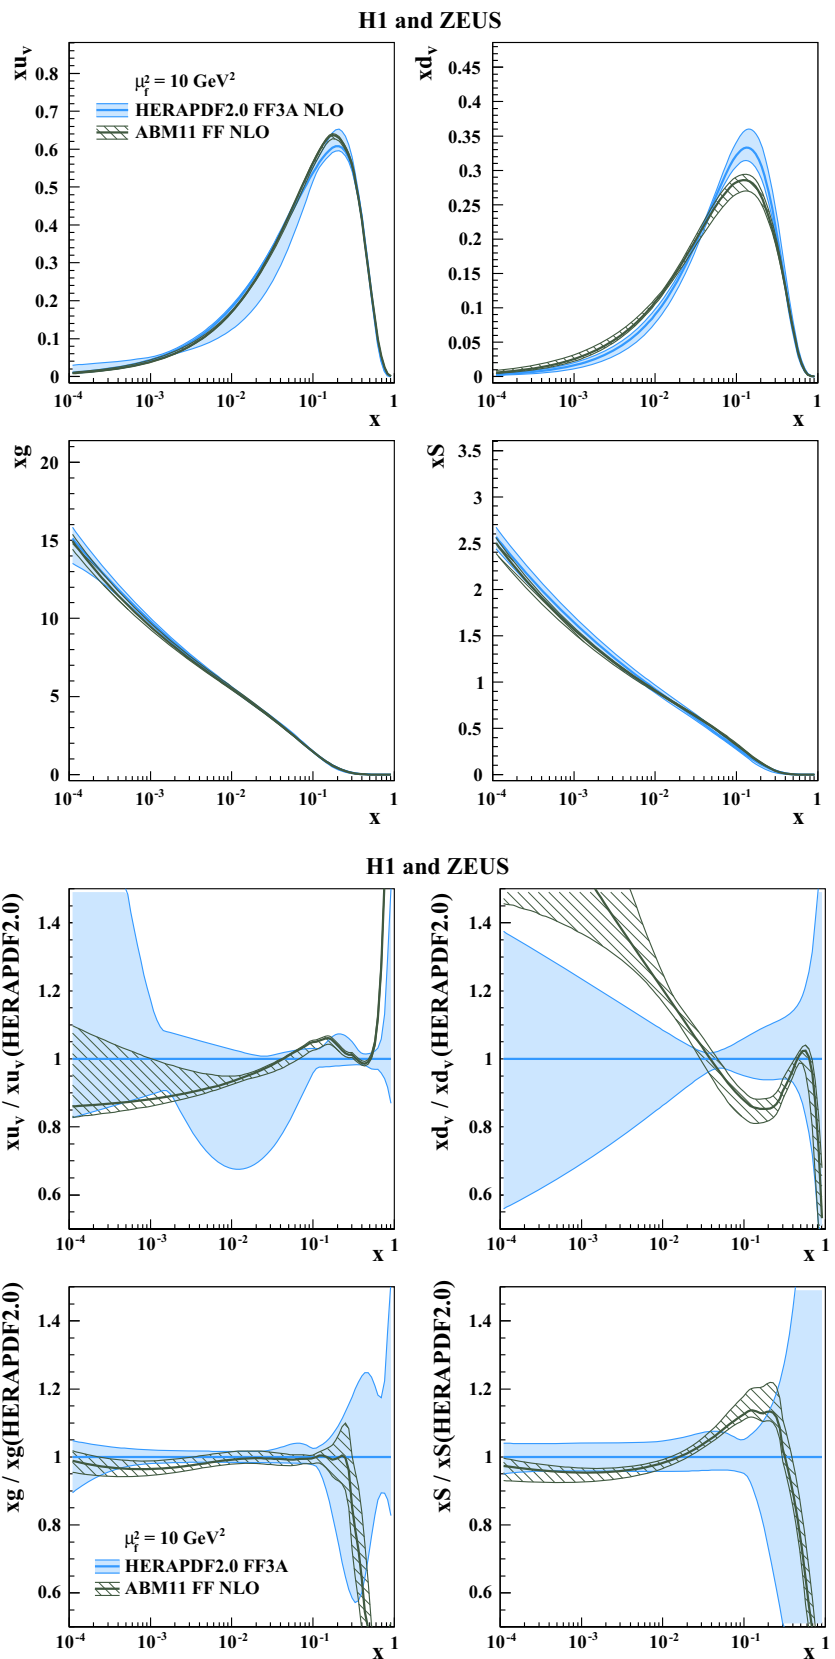 H1 and ZEUS
xu_v
0.8
0.7
0.6
0.5
0.4
0.3
0.2
0.1
0
μ_f² = 10 GeV²
HERAPDF2.0 FF3A NLO
ABM11 FF NLO
10⁻⁴ 10⁻³ 10⁻² 10⁻¹ 1
x
xd_v
0.45
0.4
0.35
0.3
0.25
0.2
0.15
0.1
0.05
0
10⁻⁴ 10⁻³ 10⁻² 10⁻¹ 1
x
xg
20
15
10
5
0
10⁻⁴ 10⁻³ 10⁻² 10⁻¹ 1
x
xS
3.5
3
2.5
2
1.5
1
0.5
0
10⁻⁴ 10⁻³ 10⁻² 10⁻¹ 1
x
H1 and ZEUS
xu_v / xu_v(HERAPDF2.0)
1.4
1.2
1
0.8
0.6
10⁻⁴ 10⁻³ 10⁻² 10⁻¹ 1
x
xd_v / xd_v(HERAPDF2.0)
1.4
1.2
1
0.8
0.6
10⁻⁴ 10⁻³ 10⁻² 10⁻¹ 1
x
xg / xg(HERAPDF2.0)
1.4
1.2
1
0.8
0.6
μ_f² = 10 GeV²
HERAPDF2.0 FF3A
ABM11 FF NLO
10⁻⁴ 10⁻³ 10⁻² 10⁻¹ 1
x
xS / xS(HERAPDF2.0)
1.4
1.2
1
0.8
0.6
10⁻⁴ 10⁻³ 10⁻² 10⁻¹ 1
x